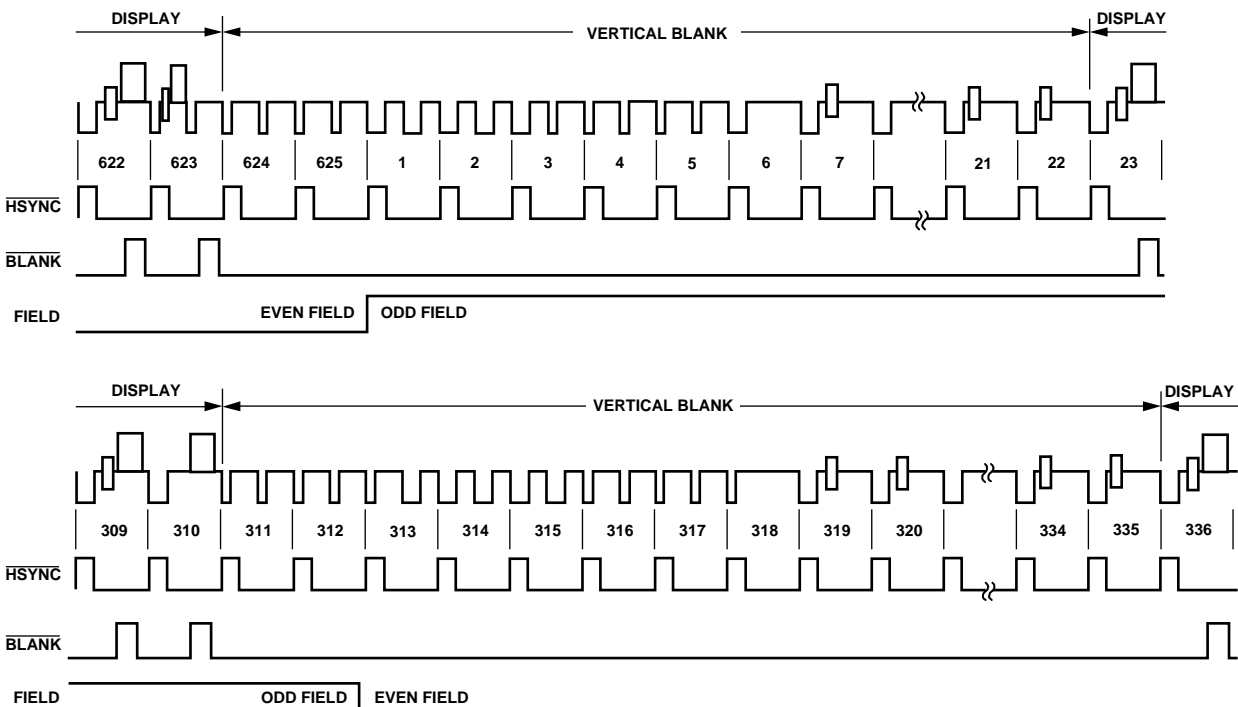 DISPLAY VERTICAL BLANK DISPLAY
622 623 624 625 1 2 3 4 5 6 7 21 22 23
HSYNC
BLANK
FIELD EVEN FIELD ODD FIELD
DISPLAY VERTICAL BLANK DISPLAY
309 310 311 312 313 314 315 316 317 318 319 320 334 335 336
HSYNC
BLANK
FIELD ODD FIELD EVEN FIELD